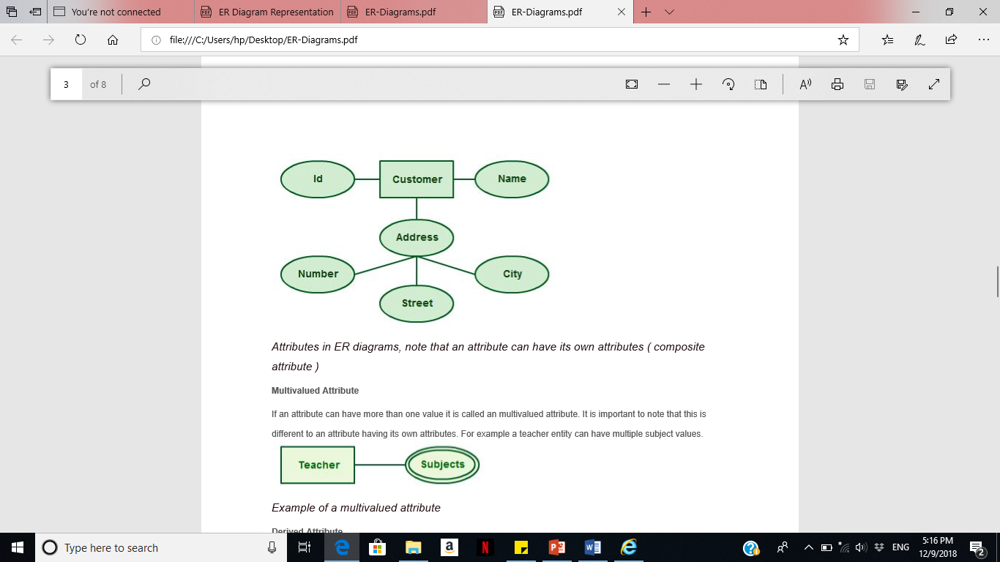 You're not connected
ER Diagram Representation
ER-Diagrams.pdf
ER-Diagrams.pdf
file:///C:/Users/hp/Desktop/ER-Diagrams.pdf
3 of 8
Id
Customer
Name
Address
Number
City
Street
Attributes in ER diagrams, note that an attribute can have its own attributes ( composite
attribute )
Multivalued Attribute
If an attribute can have more than one value it is called an multivalued attribute. It is important to note that this is
different to an attribute having its own attributes. For example a teacher entity can have multiple subject values.
Teacher
Subjects
Example of a multivalued attribute
Derived Attribute
Type here to search
ENG
5:16 PM
12/9/2018
2